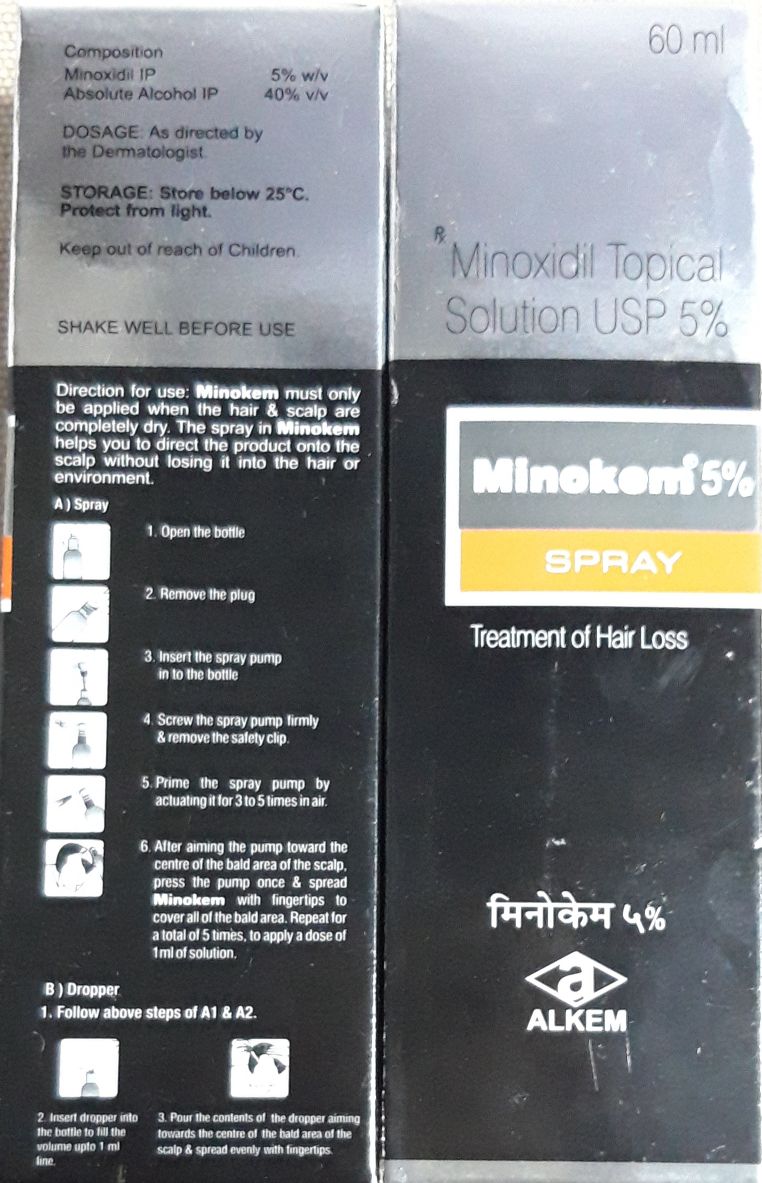 Composition
Minoxidil IP 5% w/v
Absolute Alcohol IP 40% v/v
DOSAGE: As directed by
the Dermatologist.
STORAGE: Store below 25°C.
Protect from light.
Keep out of reach of Children.
SHAKE WELL BEFORE USE
Direction for use: Minokem must only
be applied when the hair & scalp are
completely dry. The spray in Minokem
helps you to direct the product onto the
scalp without losing it into the hair or
environment.
A ) Spray
1. Open the bottle
2. Remove the plug
3. Insert the spray pump
in to the bottle
4. Screw the spray pump firmly
& remove the safety clip.
5. Prime the spray pump by
actuating it for 3 to 5 times in air.
6. After aiming the pump toward the
centre of the bald area of the scalp,
press the pump once & spread
Minokem with fingertips to
cover all of the bald area. Repeat for
a total of 5 times, to apply a dose of
1ml of solution.
B ) Dropper
1. Follow above steps of A1 & A2.
2. Insert dropper into
the bottle to fill the
volume upto 1 ml
line.
3. Pour the contents of the dropper aiming
towards the centre of the bald area of the
scalp & spread evenly with fingertips.
60 ml
Rx
Minoxidil Topical
Solution USP 5%
Minokem® 5%
SPRAY
Treatment of Hair Loss
मिनोकेम ५%
a
ALKEM